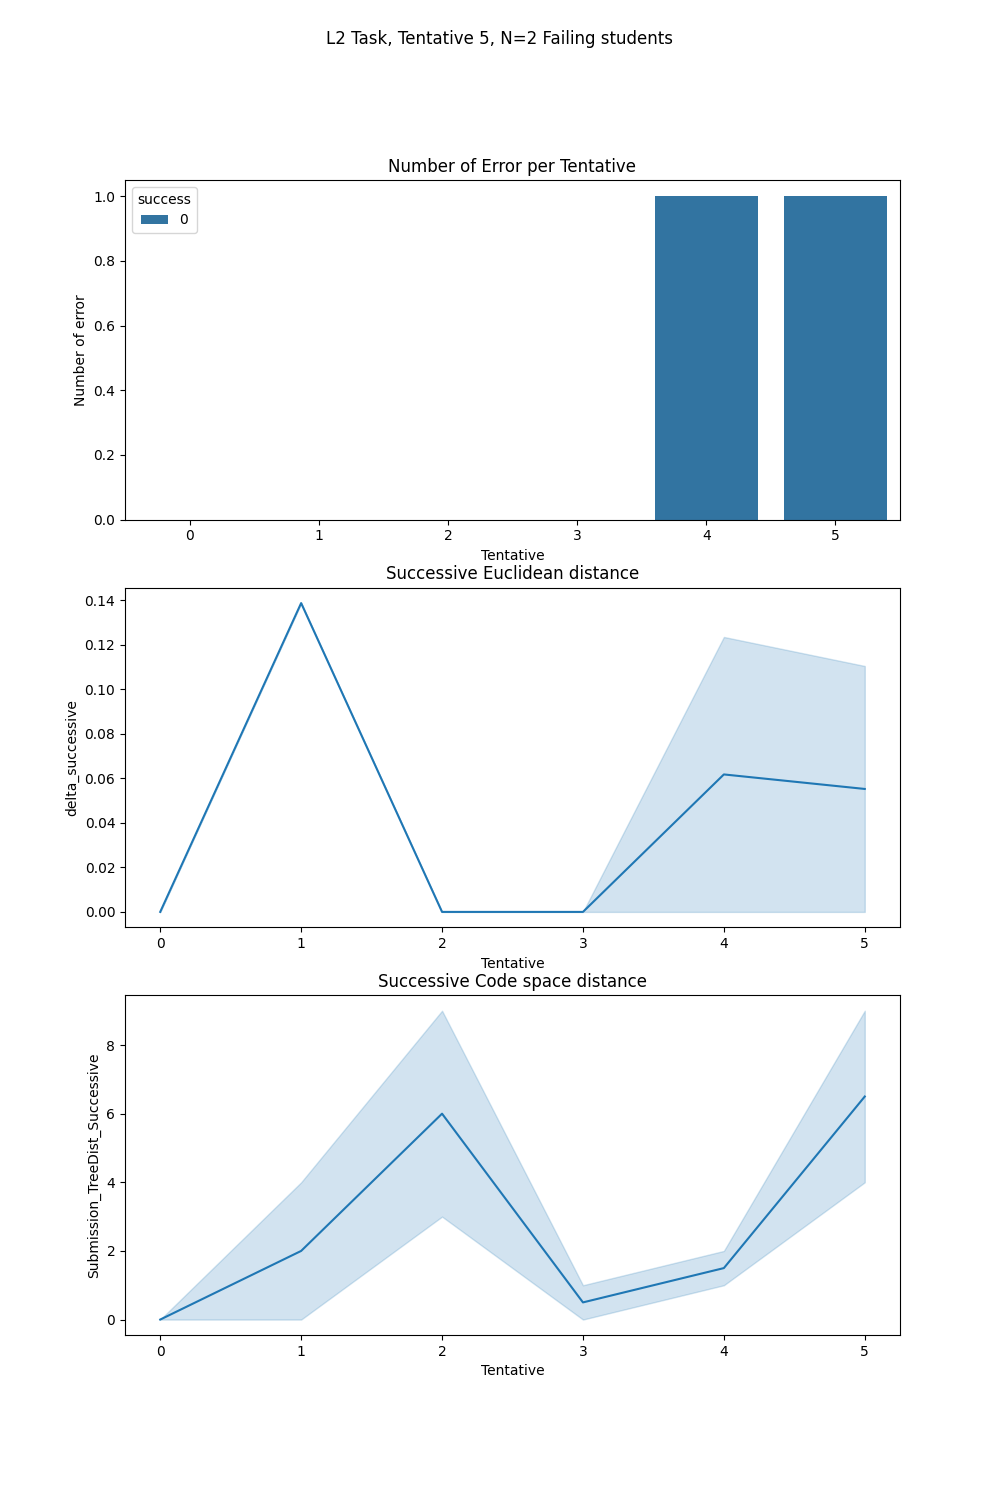 L2 Task, Tentative 5, N=2 Failing students
Number of Error per Tentative
success
0
1.0
0.8
0.6
0.4
0.2
0.0
Number of error
0 1 2 3 4 5
Tentative
Successive Euclidean distance
0.14
0.12
0.10
0.08
0.06
0.04
0.02
0.00
delta_successive
0 1 2 3 4 5
Tentative
Successive Code space distance
8
6
4
2
0
Submission_TreeDist_Successive
0 1 2 3 4 5
Tentative